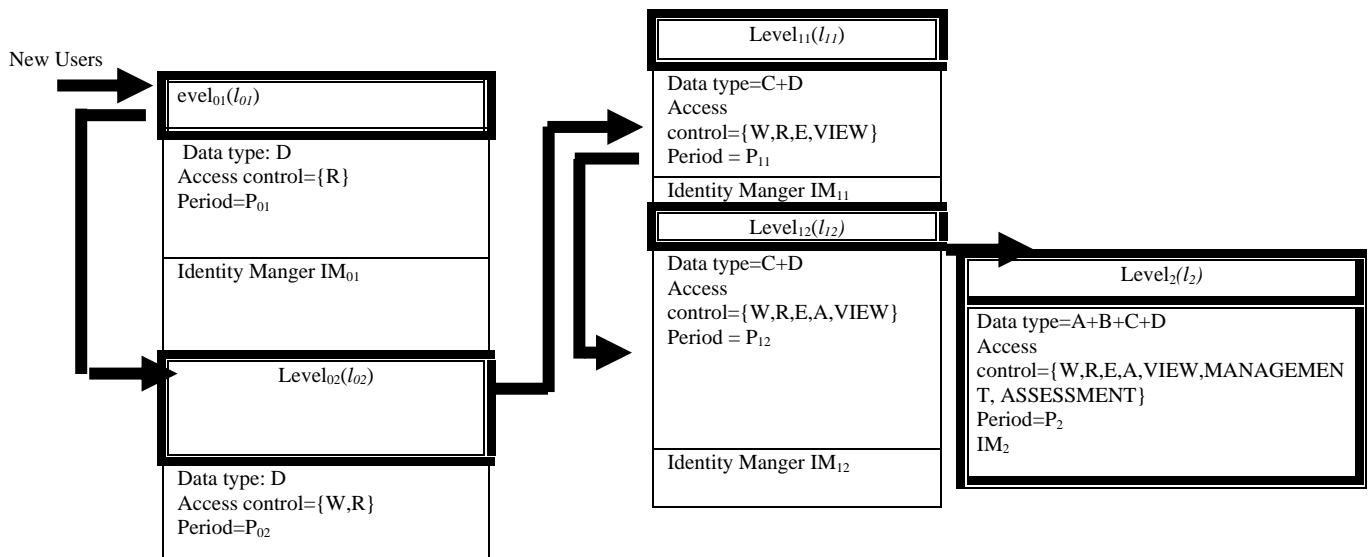 New Users
evel₀₁(l₀₁)
Data type: D
Access control={R}
Period=P₀₁
Identity Manger IM₀₁
Level₀₂(l₀₂)
Data type: D
Access control={W,R}
Period=P₀₂
Level₁₁(l₁₁)
Data type=C+D
Access
control={W,R,E,VIEW}
Period = P₁₁
Identity Manger IM₁₁
Level₁₂(l₁₂)
Data type=C+D
Access
control={W,R,E,A,VIEW}
Period = P₁₂
Identity Manger IM₁₂
Level₂(l₂)
Data type=A+B+C+D
Access
control={W,R,E,A,VIEW,MANAGEMEN
T, ASSESSMENT}
Period=P₂
IM₂